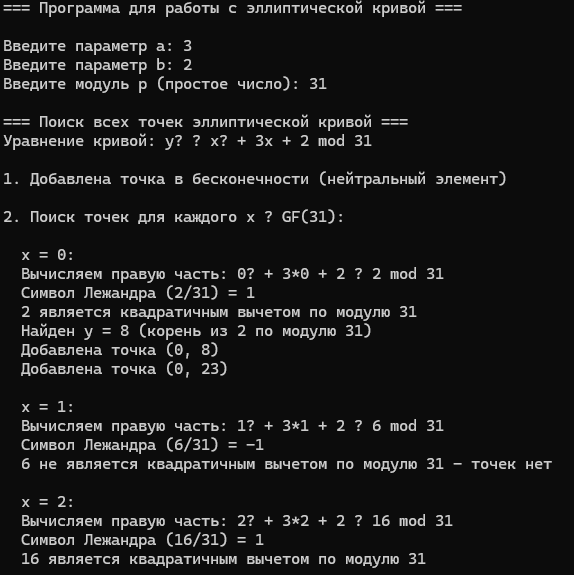 === Программа для работы с эллиптической кривой ===
Введите параметр a: 3
Введите параметр b: 2
Введите модуль p (простое число): 31
=== Поиск всех точек эллиптической кривой ===
Уравнение кривой: y? ? x? + 3x + 2 mod 31
1. Добавлена точка в бесконечности (нейтральный элемент)
2. Поиск точек для каждого x ? GF(31):
x = 0:
Вычисляем правую часть: 0? + 3*0 + 2 ? 2 mod 31
Символ Лежандра (2/31) = 1
2 является квадратичным вычетом по модулю 31
Найден y = 8 (корень из 2 по модулю 31)
Добавлена точка (0, 8)
Добавлена точка (0, 23)
x = 1:
Вычисляем правую часть: 1? + 3*1 + 2 ? 6 mod 31
Символ Лежандра (6/31) = -1
6 не является квадратичным вычетом по модулю 31 - точек нет
x = 2:
Вычисляем правую часть: 2? + 3*2 + 2 ? 16 mod 31
Символ Лежандра (16/31) = 1
16 является квадратичным вычетом по модулю 31